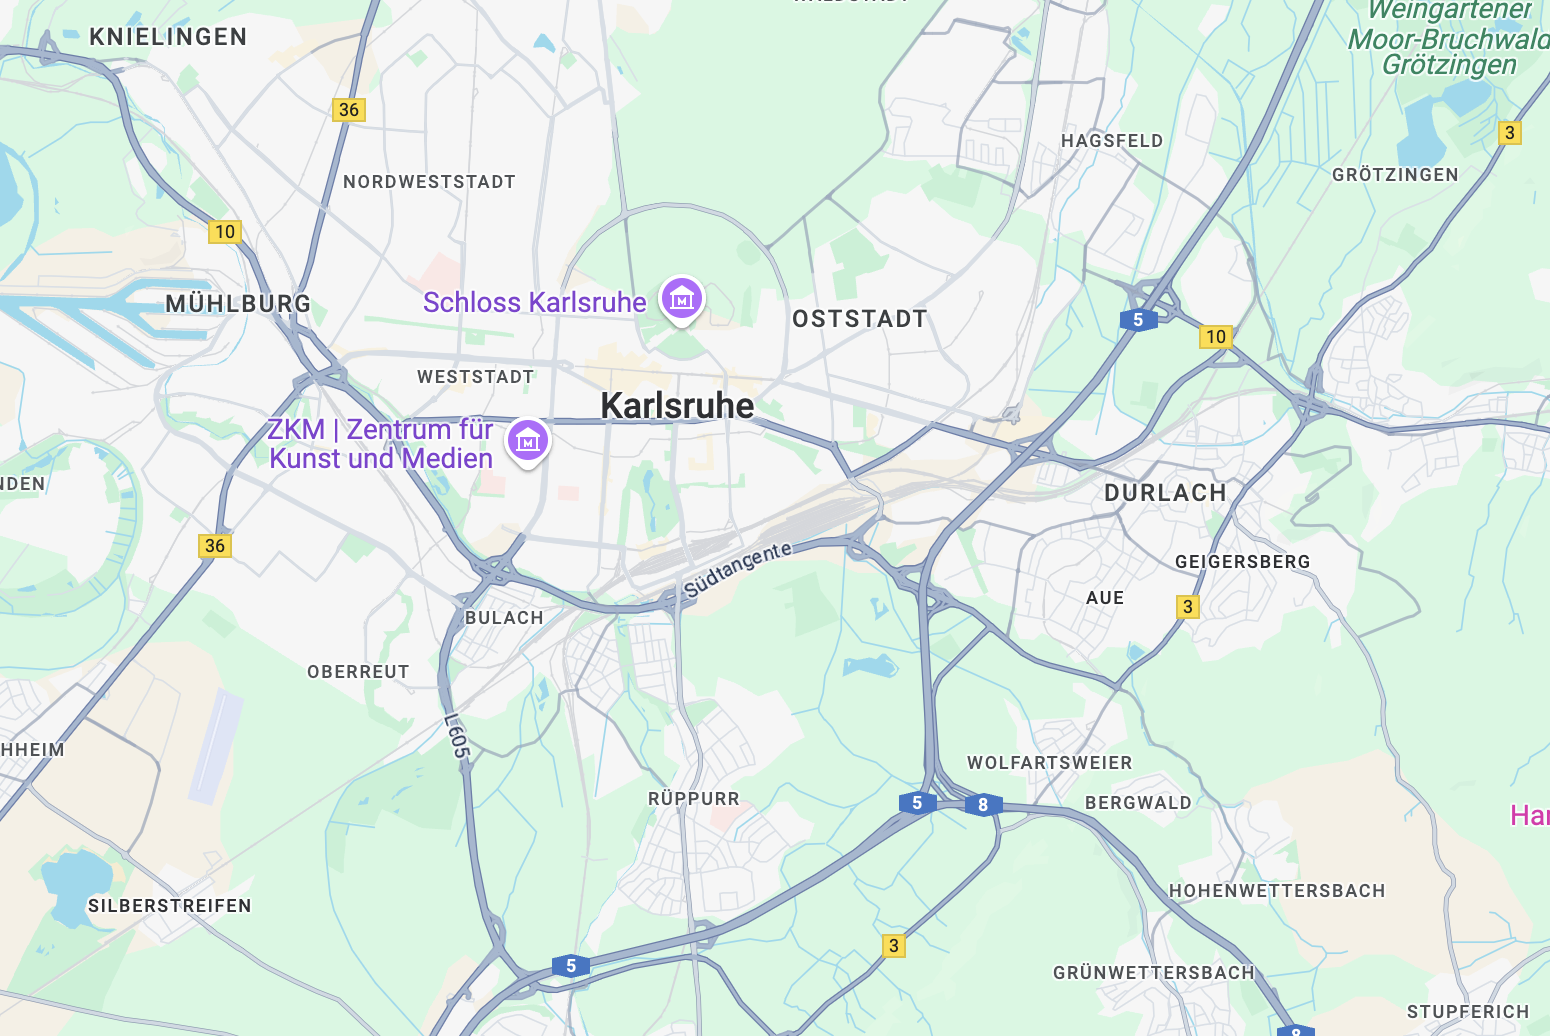 Weingartener
Moor-Bruchwald
Grötzingen
KNIELINGEN
36
3
HAGSFELD
GRÖTZINGEN
NORDWESTSTADT
10
MÜHLBURG
Schloss Karlsruhe
OSTSTADT
5
10
WESTSTADT
Karlsruhe
ZKM | Zentrum für
Kunst und Medien
NDEN
DURLACH
36
Südtangente
GEIGERSBERG
AUE
3
BULACH
OBERREUT
L605
HHEIM
WOLFARTSWEIER
RÜPPURR
5
8
BERGWALD
Har
HOHENWETTERSBACH
SILBERSTREIFEN
3
5
GRÜNWETTERSBACH
STUPFERICH
8